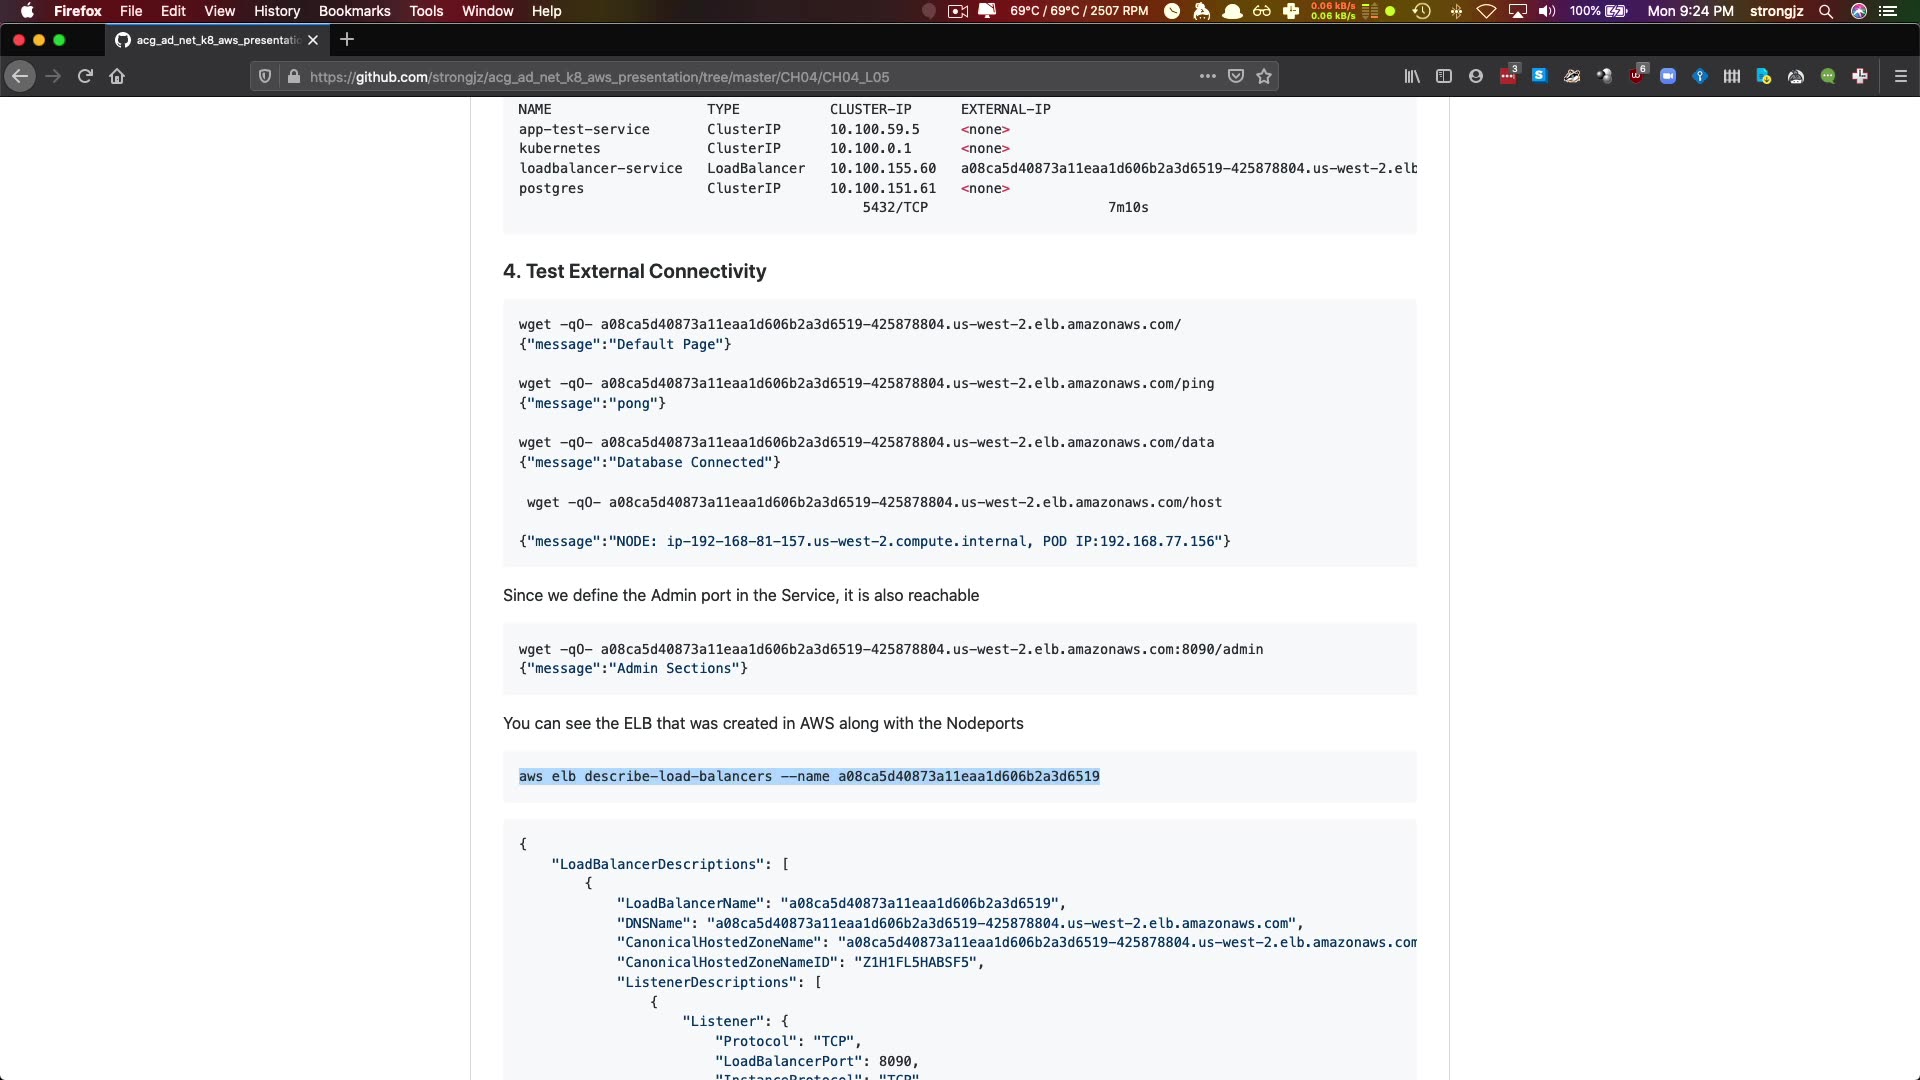 Firefox File Edit View History Bookmarks Tools Window Help 69°C / 69°C / 2507 RPM 0.06 kB/s 0.06 kB/s 100% Mon 9:24 PM strongjz
acg_ad_net_k8_aws_presentatio
https://github.com/strongjz/acg_ad_net_k8_aws_presentation/tree/master/CH04/CH04_L05 3 6
NAME TYPE CLUSTER-IP EXTERNAL-IP
app-test-service ClusterIP 10.100.59.5 <none>
kubernetes ClusterIP 10.100.0.1 <none>
loadbalancer-service LoadBalancer 10.100.155.60 a08ca5d40873a11eaa1d606b2a3d6519-425878804.us-west-2.elb
postgres ClusterIP 10.100.151.61 <none>
5432/TCP 7m10s
4. Test External Connectivity
wget -qO- a08ca5d40873a11eaa1d606b2a3d6519-425878804.us-west-2.elb.amazonaws.com/
{"message":"Default Page"}
wget -qO- a08ca5d40873a11eaa1d606b2a3d6519-425878804.us-west-2.elb.amazonaws.com/ping
{"message":"pong"}
wget -qO- a08ca5d40873a11eaa1d606b2a3d6519-425878804.us-west-2.elb.amazonaws.com/data
{"message":"Database Connected"}
wget -qO- a08ca5d40873a11eaa1d606b2a3d6519-425878804.us-west-2.elb.amazonaws.com/host
{"message":"NODE: ip-192-168-81-157.us-west-2.compute.internal, POD IP:192.168.77.156"}
Since we define the Admin port in the Service, it is also reachable
wget -qO- a08ca5d40873a11eaa1d606b2a3d6519-425878804.us-west-2.elb.amazonaws.com:8090/admin
{"message":"Admin Sections"}
You can see the ELB that was created in AWS along with the Nodeports
aws elb describe-load-balancers --name a08ca5d40873a11eaa1d606b2a3d6519
{
"LoadBalancerDescriptions": [
{
"LoadBalancerName": "a08ca5d40873a11eaa1d606b2a3d6519",
"DNSName": "a08ca5d40873a11eaa1d606b2a3d6519-425878804.us-west-2.elb.amazonaws.com",
"CanonicalHostedZoneName": "a08ca5d40873a11eaa1d606b2a3d6519-425878804.us-west-2.elb.amazonaws.com
"CanonicalHostedZoneNameID": "Z1H1FL5HABSF5",
"ListenerDescriptions": [
{
"Listener": {
"Protocol": "TCP",
"LoadBalancerPort": 8090,
"InstanceProtocol": "TCP"